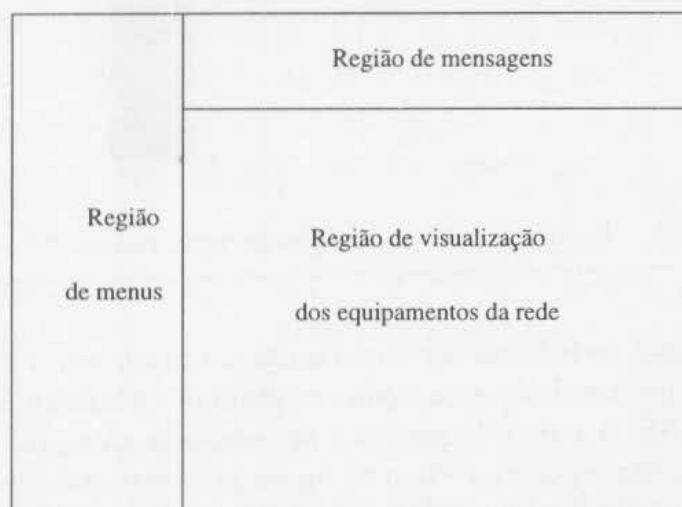 Região de mensagens
Região
de menus
Região de visualização
dos equipamentos da rede